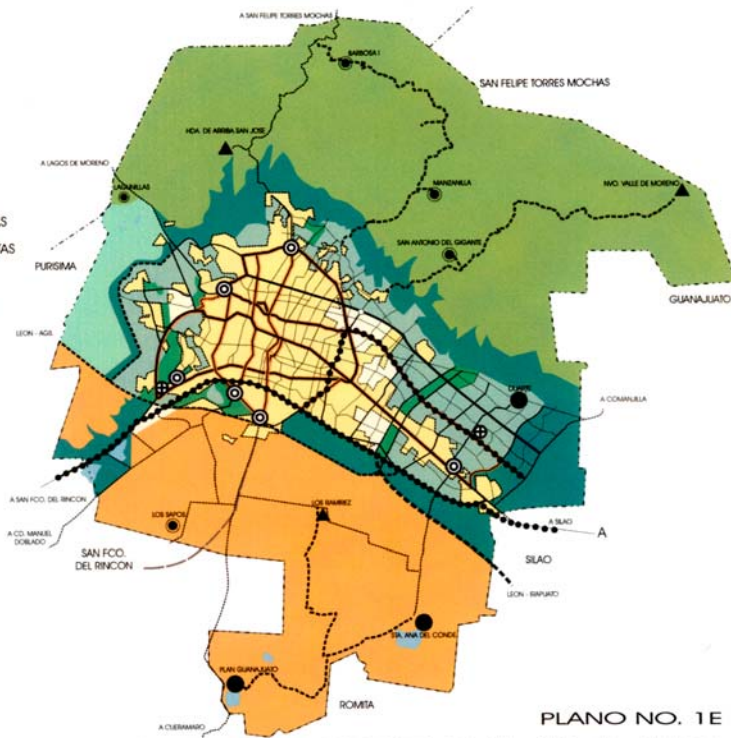 A SAN FELIPE TORRES MOCHAS
BARBOSA I
SAN FELIPE TORRES MOCHAS
HDA. DE ARRIBA SAN JOSE
A LAGOS DE MORENO
LAGUNILLAS
MANZANILLA
NVO. VALLE DE MORENO
AS
TAS
SAN ANTONIO DEL GIGANTE
PURISIMA
GUANAJUATO
LEON - AGS.
DUARTE
A COMANJILLA
A SAN FCO. DEL RINCON
A CD. MANUEL
DOBLADO
LOS SAPOS
LOS RAMIREZ
A SILAO
A
SAN FCO.
DEL RINCON
SILAO
LEON - IRAPUATO
STA. ANA DEL CONDE
PLAN GUANAJUATO
ROMITA
A CUERAMARO
PLANO NO. 1E